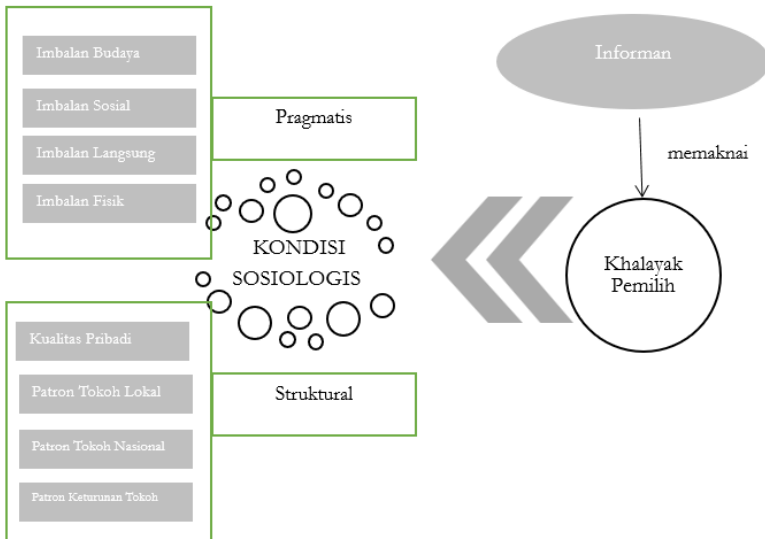 Imbalan Budaya
Imbalan Sosial
Imbalan Langsung
Imbalan Fisik
Pragmatis
Informan
memaknai
KONDISI
SOSIOLOGIS
Khalayak
Pemilih
Kualitas Pribadi
Patron Tokoh Lokal
Patron Tokoh Nasional
Patron Keturunan Tokoh
Struktural